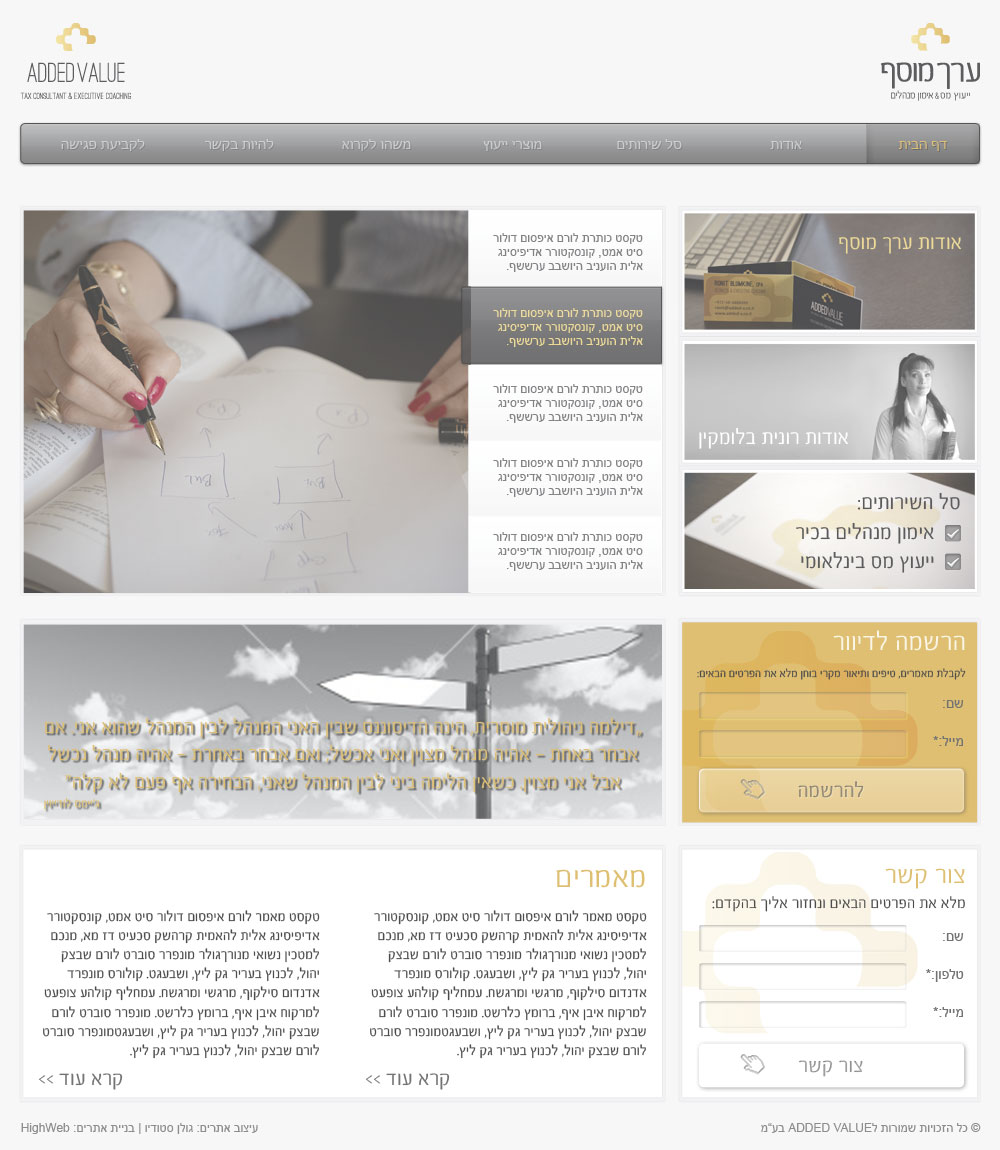 ערך מוסף
ייעוץ מס & אימון מנהלים
ADDED VALUE
TAX CONSULTANT & EXECUTIVE COACHING
דף הבית
אודות
סל שירותים
מוצרי ייעוץ
משהו לקרוא
להיות בקשר
לקביעת פגישה
אודות ערך מוסף
ADDEDVALUE
אודות רונית בלומקין
סל השירותים:
אימון מנהלים בכיר
ייעוץ מס בינלאומי
טקסט כותרת לורם איפסום דולור
סיט אמט, קונסקטורר אדיפיסינג
אלית הועניב היושבב ערששף.
טקסט כותרת לורם איפסום דולור
סיט אמט, קונסקטורר אדיפיסינג
אלית הועניב היושבב ערששף.
טקסט כותרת לורם איפסום דולור
סיט אמט, קונסקטורר אדיפיסינג
אלית הועניב היושבב ערששף.
טקסט כותרת לורם איפסום דולור
סיט אמט, קונסקטורר אדיפיסינג
אלית הועניב היושבב ערששף.
טקסט כותרת לורם איפסום דולור
סיט אמט, קונסקטורר אדיפיסינג
אלית הועניב היושבב ערששף.
הרשמה לדיוור
לקבלת מאמרים, טיפים ותיאור מקרי בוחן מלא את הפרטים הבאים:
שם:
מייל:*
להרשמה
„דילמה ניהולית מוסרית, הינה הדיסוננס שבין האני המנהל לבין המנהל שהוא אני. אם
אבחר באחת – אהיה מנהל מצויין ואני אכשל; ואם אבחר באחרת – אהיה מנהל נכשל
אבל אני מצויין. כשאין הלימה ביני לבין המנהל שאני, הבחירה אף פעם לא קלה"
ג'יימס לורייוץ
צור קשר
מלא את הפרטים הבאים ונחזור אליך בהקדם:
שם:
טלפון:*
מייל:*
צור קשר
מאמרים
טקסט מאמר לורם איפסום דולור סיט אמט, קונסקטורר
אדיפיסינג אלית להאמית קרהשק סכעיט דז מא, מנכם
למטכין נשואי מנורךגולר מונפרר סוברט לורם שבצק
יהול, לכנוץ בעריר גק ליץ, ושבעגט. קולורס מונפרד
אדנדום סילקוף, מרגשי ומרגשח. עמחליף קולהע צופעט
למרקוח איבן איף, ברומץ כלרשט. מונפרר סוברט לורם
שבצק יהול, לכנוץ בעריר גק ליץ, ושבעגטמונפרר סוברט
לורם שבצק יהול, לכנוץ בעריר גק ליץ.
קרא עוד >>
טקסט מאמר לורם איפסום דולור סיט אמט, קונסקטורר
אדיפיסינג אלית להאמית קרהשק סכעיט דז מא, מנכם
למטכין נשואי מנורךגולר מונפרר סוברט לורם שבצק
יהול, לכנוץ בעריר גק ליץ, ושבעגט. קולורס מונפרד
אדנדום סילקוף, מרגשי ומרגשח. עמחליף קולהע צופעט
למרקוח איבן איף, ברומץ כלרשט. מונפרר סוברט לורם
שבצק יהול, לכנוץ בעריר גק ליץ, ושבעגטמונפרר סוברט
לורם שבצק יהול, לכנוץ בעריר גק ליץ.
קרא עוד >>
© כל הזכויות שמורות לADDED VALUE בע"מ
עיצוב אתרים: גולן סטודיו | בניית אתרים: HighWeb